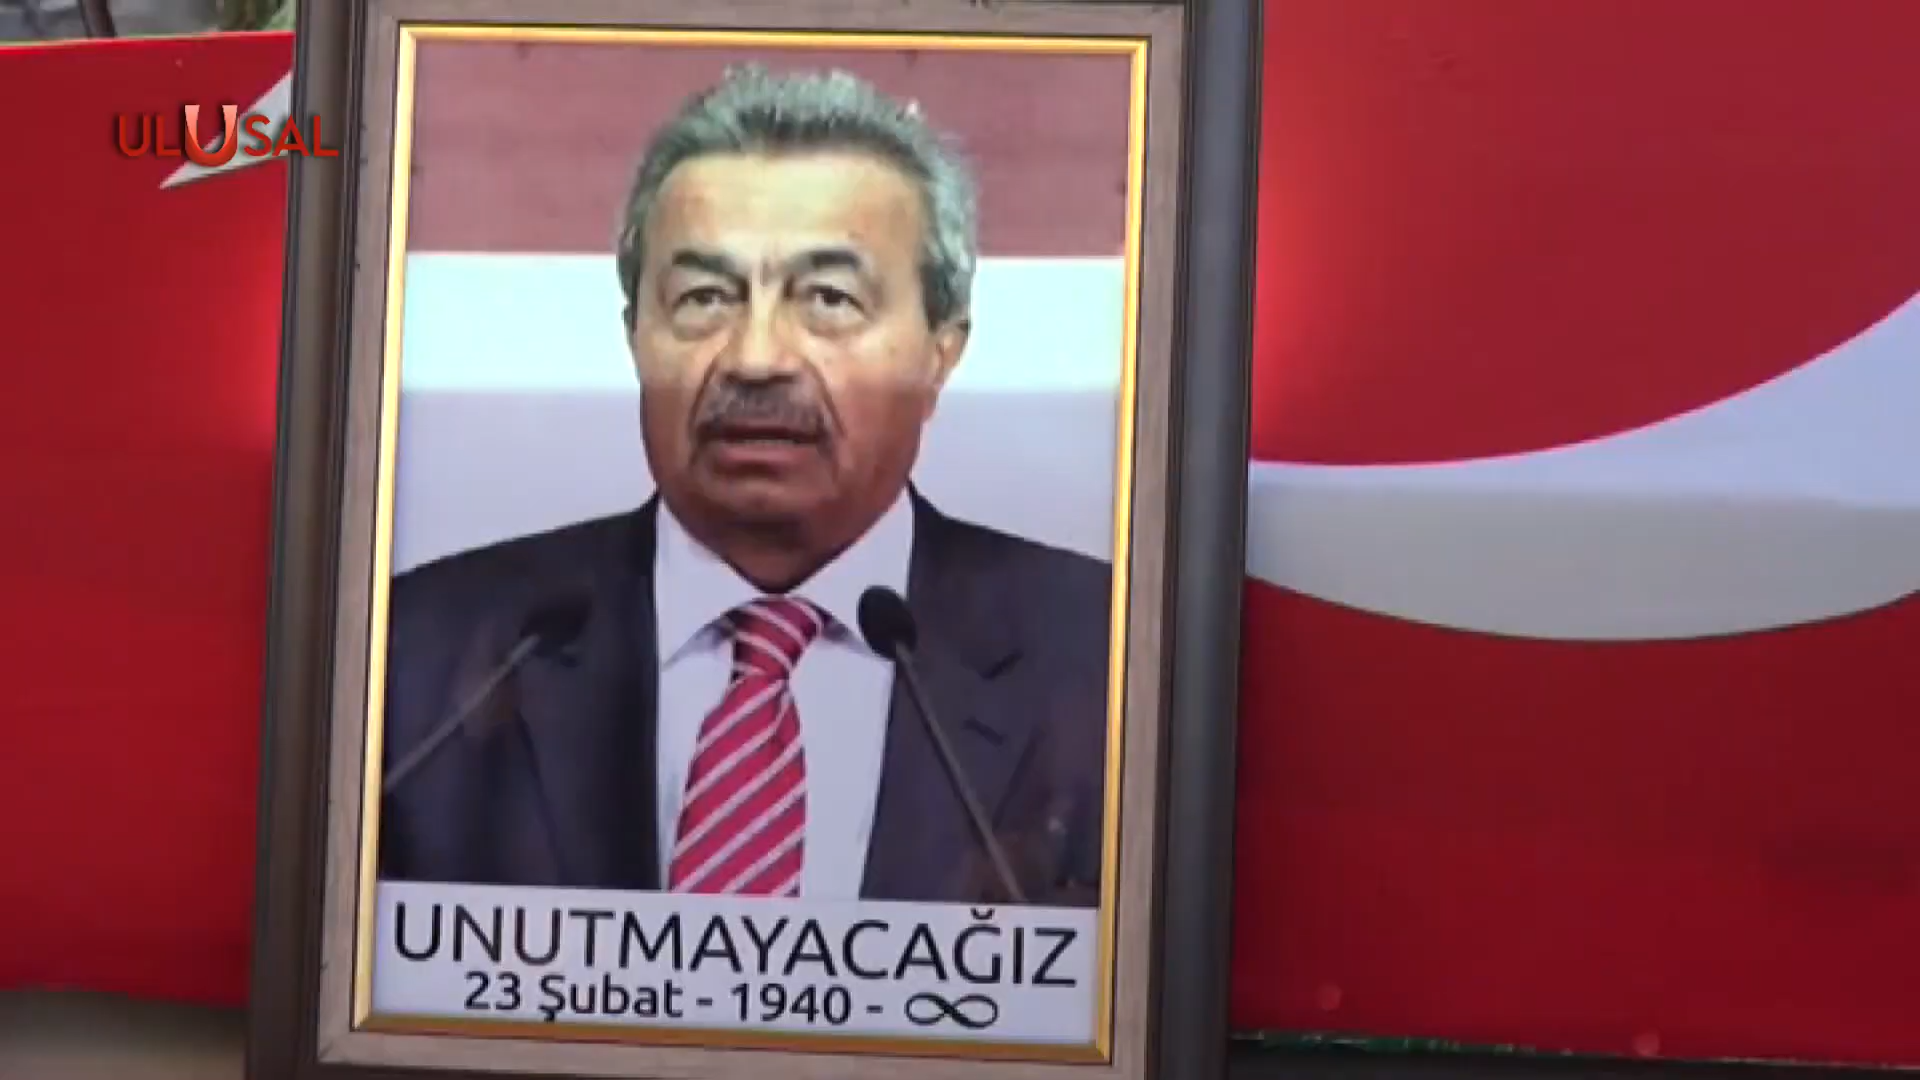 ULUSAL
UNUTMAYACAĞIZ
23 Şubat - 1940 - ∞